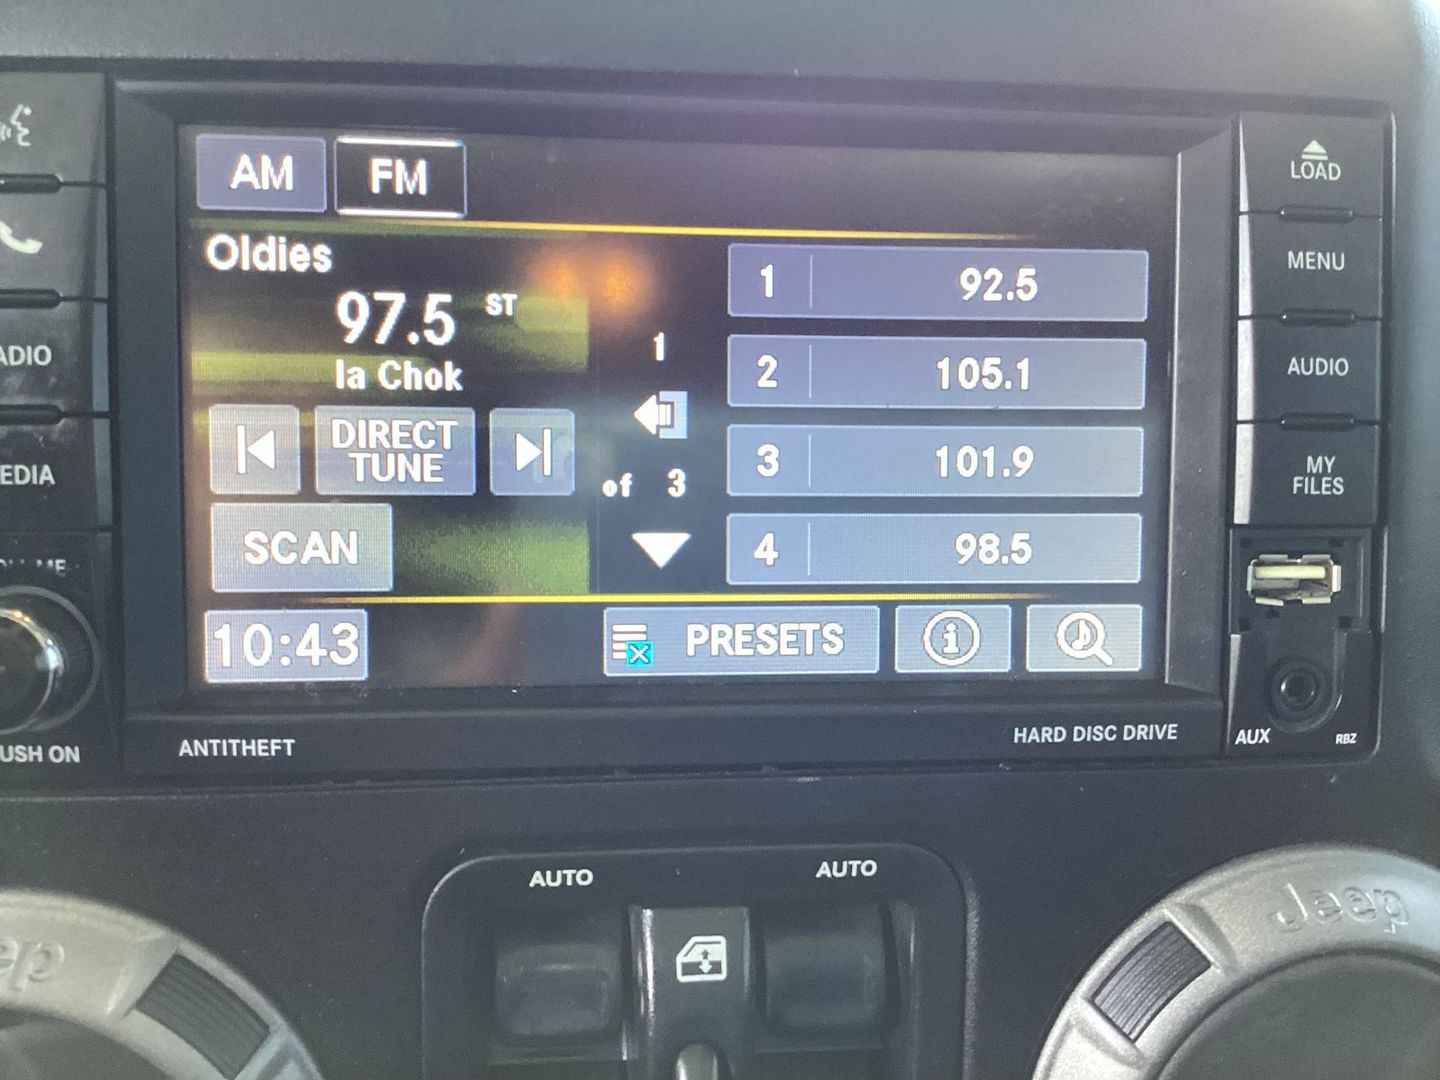 AM FM
Oldies
97.5 ST
la Chok
DIRECT
TUNE
SCAN
10:43
1
of 3
1 92.5
2 105.1
3 101.9
4 98.5
PRESETS
ANTITHEFT
HARD DISC DRIVE
LOAD
MENU
AUDIO
MY
FILES
AUX
RBZ
ADIO
EDIA
USH ON
AUTO
AUTO
Jeep
ep